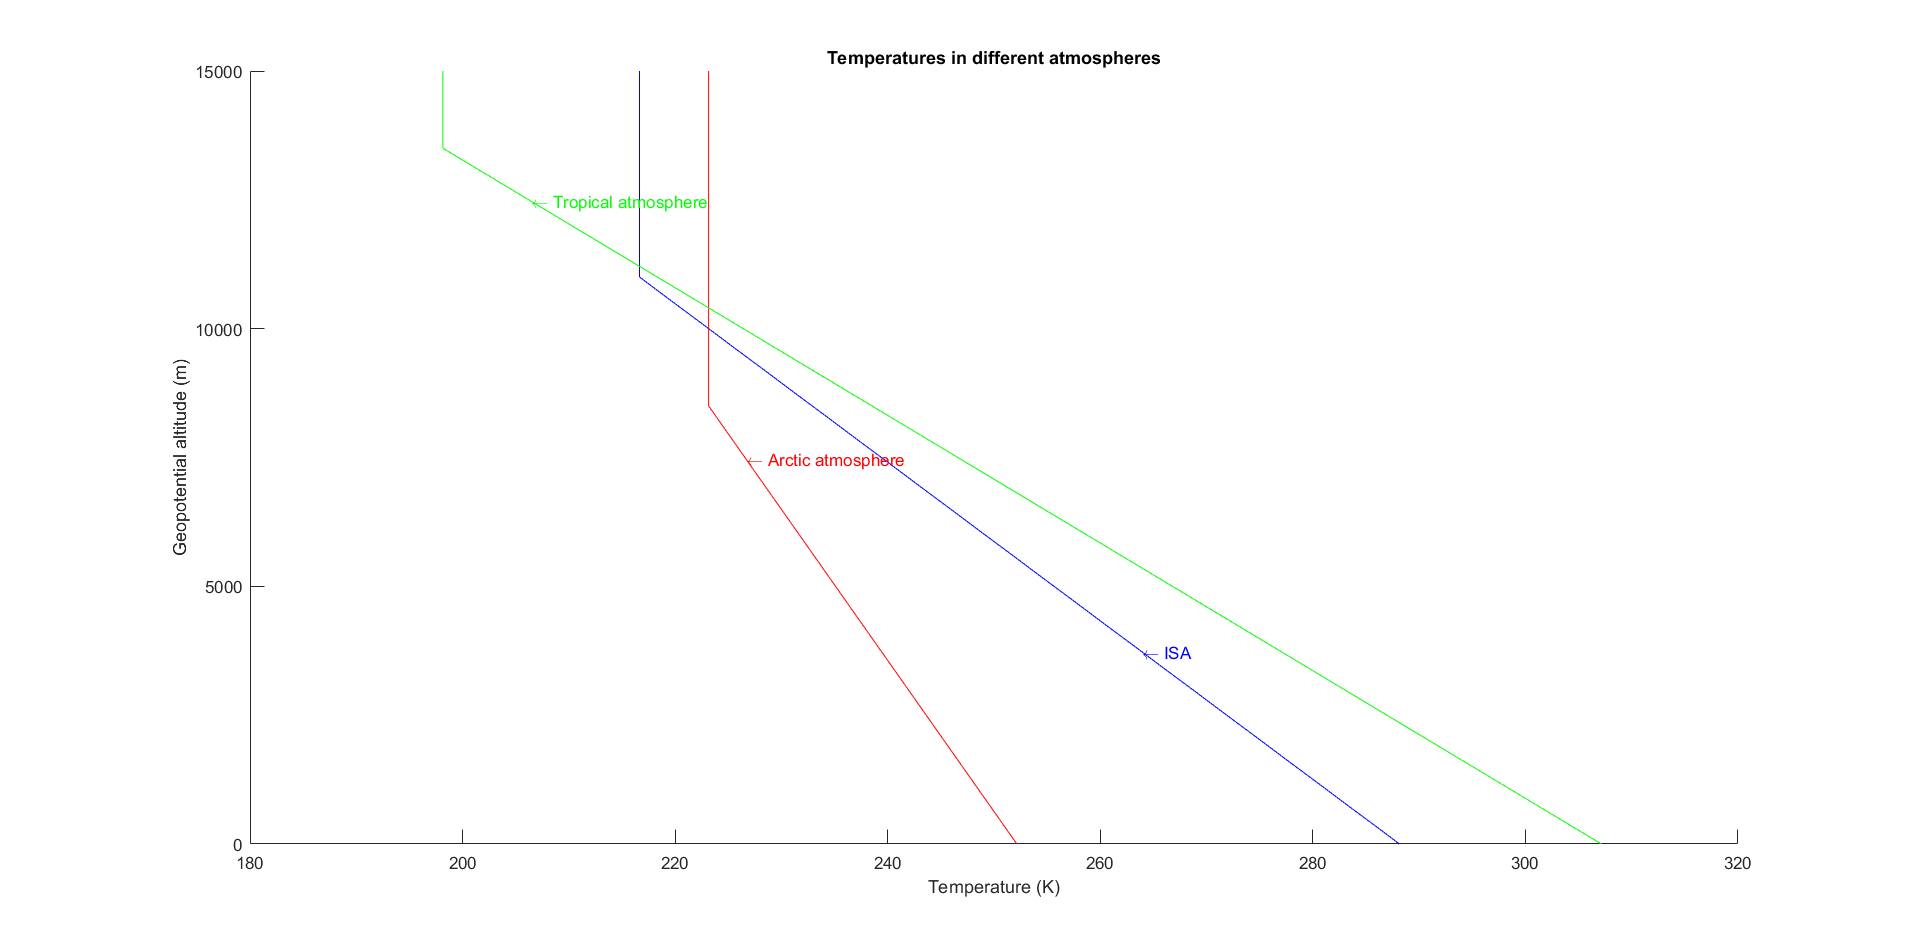 Temperatures in different atmospheres
15000
10000
5000
0
Geopotential altitude (m)
← Tropical atmosphere
← Arctic atmosphere
← ISA
180 200 220 240 260 280 300 320
Temperature (K)